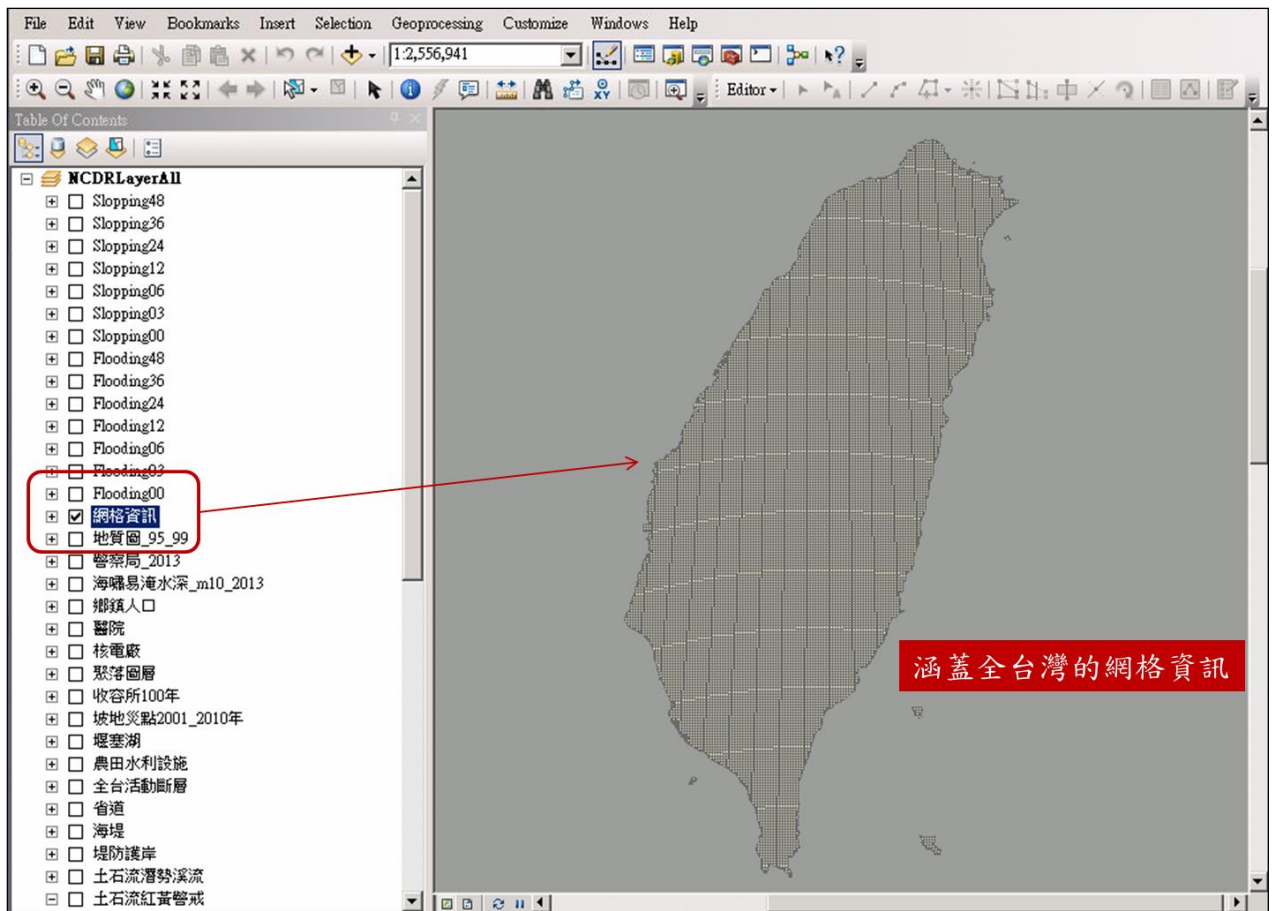 File Edit View Bookmarks Insert Selection Geoprocessing Customize Windows Help
1:2,556,941
Editor
Table Of Contents
NCDRLayerAll
Slopping48
Slopping36
Slopping24
Slopping12
Slopping06
Slopping03
Slopping00
Flooding48
Flooding36
Flooding24
Flooding12
Flooding06
Flooding03
Flooding00
網格資訊
地質圖_95_99
警察局_2013
海嘯易淹水深_m10_2013
鄉鎮人口
醫院
核電廠
聚落圖層
收容所100年
坡地災點2001_2010年
堰塞湖
農田水利設施
全台活動斷層
省道
海堤
堤防護岸
土石流潛勢溪流
土石流紅黃警戒
涵蓋全台灣的網格資訊